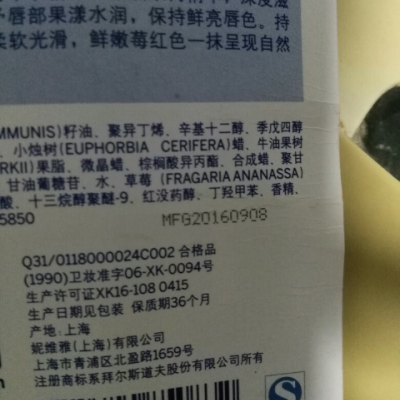 唇部果漾水润，保持鲜亮唇色。持
柔软光滑，鲜嫩莓红色一抹呈现自然
MMUNIS)籽油、聚异丁烯、辛基十二醇、季戊四醇
、小烛树(EUPHORBIA CERIFERA)蜡、牛油果树
RKII)果脂、微晶蜡、棕榈酸异丙酯、合成蜡、聚甘
甘油葡糖苷、水、草莓 (FRAGARIA ANANASSA)
酸、十三烷醇聚醚-9、红没药醇、丁羟甲苯、香精、
5850
MFG20160908
Q31/0118000024C002 合格品
(1990)卫妆准字06-XK-0094号
生产许可证XK16-108 0415
生产日期见包装 保质期36个月
产地: 上海
妮维雅(上海)有限公司
上海市青浦区北盈路1659号
注册商标系拜尔斯道夫股份有限公司所有